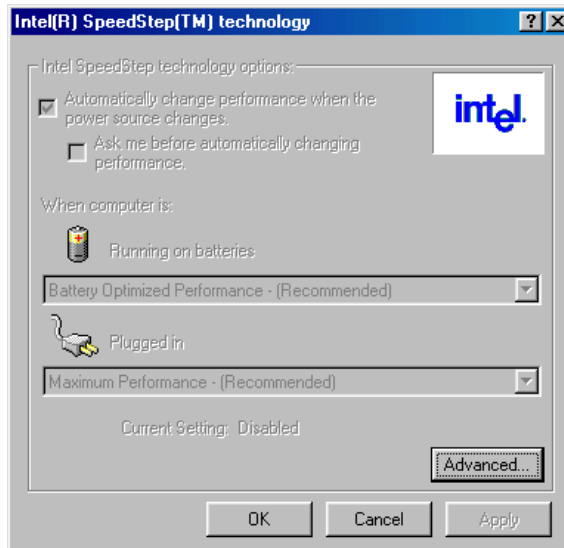 Intel(R) SpeedStep(TM) technology
Intel SpeedStep technology options:
Automatically change performance when the
power source changes.
intel.
Ask me before automatically changing
performance.
When computer is:
Running on batteries
Battery Optimized Performance - (Recommended)
Plugged in
Maximum Performance - (Recommended)
Current Setting: Disabled
Advanced...
OK
Cancel
Apply